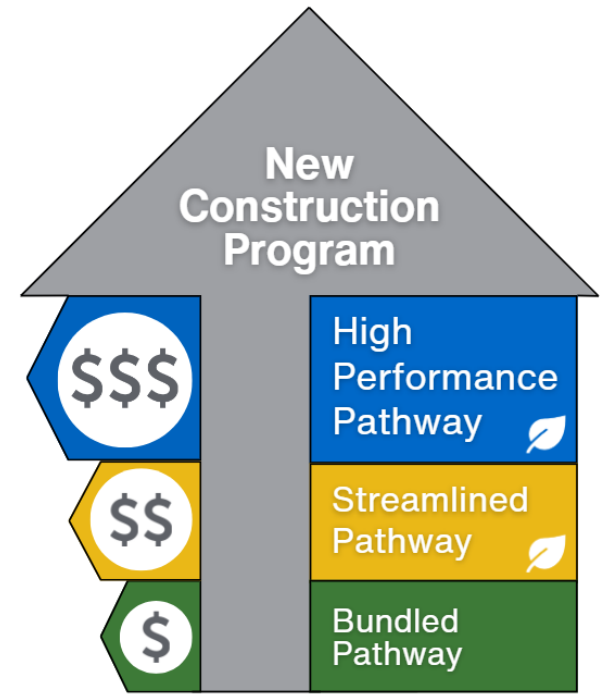 New
Construction
Program
$$$
High
Performance
Pathway
$$
Streamlined
Pathway
$
Bundled
Pathway